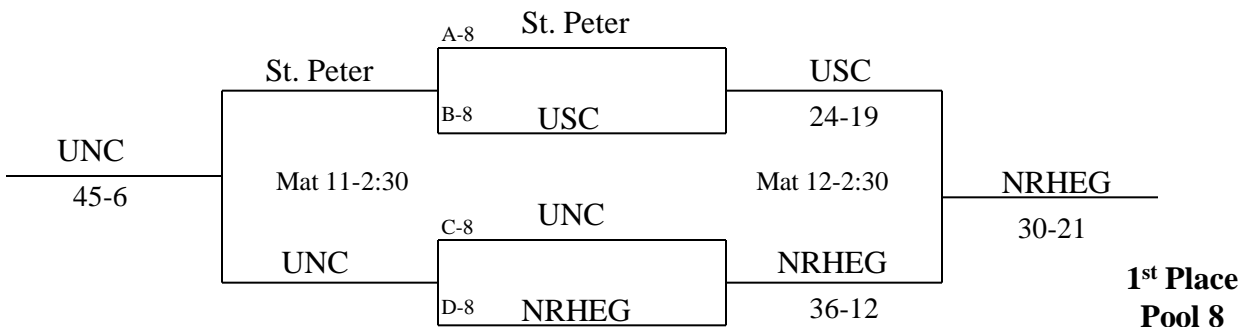 A-8 St. Peter
St. Peter USC
B-8 USC 24-19
UNC
45-6
Mat 11-2:30 Mat 12-2:30
NRHEG
30-21
C-8 UNC
UNC NRHEG
D-8 NRHEG 36-12
1st Place
Pool 8